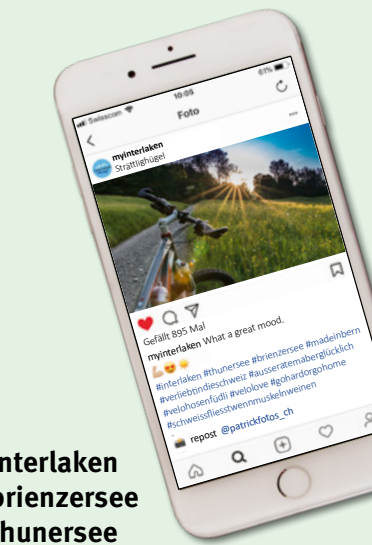 Swisscom 10:05 61%
Foto
myinterlaken
Strättlighügel
Gefällt 895 Mal
myinterlaken What a great mood.
#interlaken #thunersee #brienzersee #madeinbern
#verliebtindieschweiz #ausseratemaberglücklich
#velohosenfüdli #velolove #gohardorgohome
#schweissfliesstwennmuskelnweinen
repost @patrickfotos_ch
nterlaken
rienzersee
hunersee